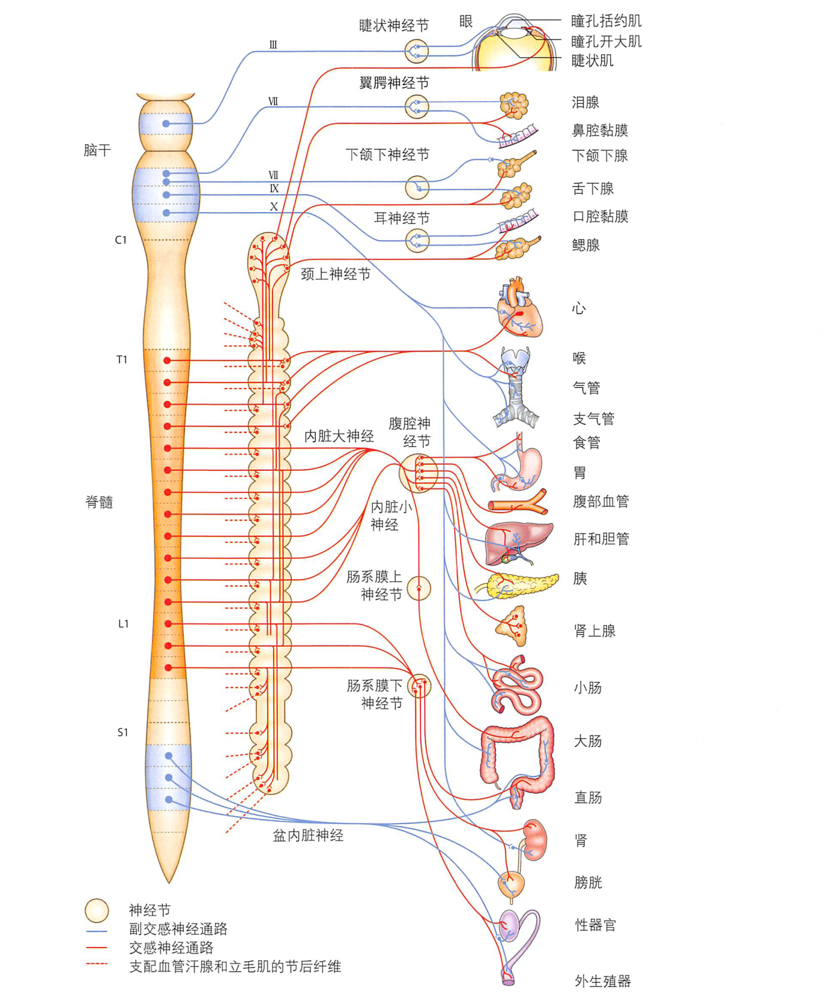 睫状神经节
眼
瞳孔括约肌
瞳孔开大肌
睫状肌
III
翼腭神经节
VII
泪腺
鼻腔黏膜
脑干
下颌下神经节
下颌下腺
VII
IX
舌下腺
X
耳神经节
口腔黏膜
C1
鳃腺
颈上神经节
心
T1
喉
气管
支气管
内脏大神经
腹腔神
经节
食管
胃
脊髓
内脏小
神经
腹部血管
肝和胆管
肠系膜上
神经节
胰
L1
肾上腺
肠系膜下
神经节
小肠
S1
大肠
直肠
盆内脏神经
肾
膀胱
神经节
副交感神经通路
交感神经通路
支配血管汗腺和立毛肌的节后纤维
性器官
外生殖器